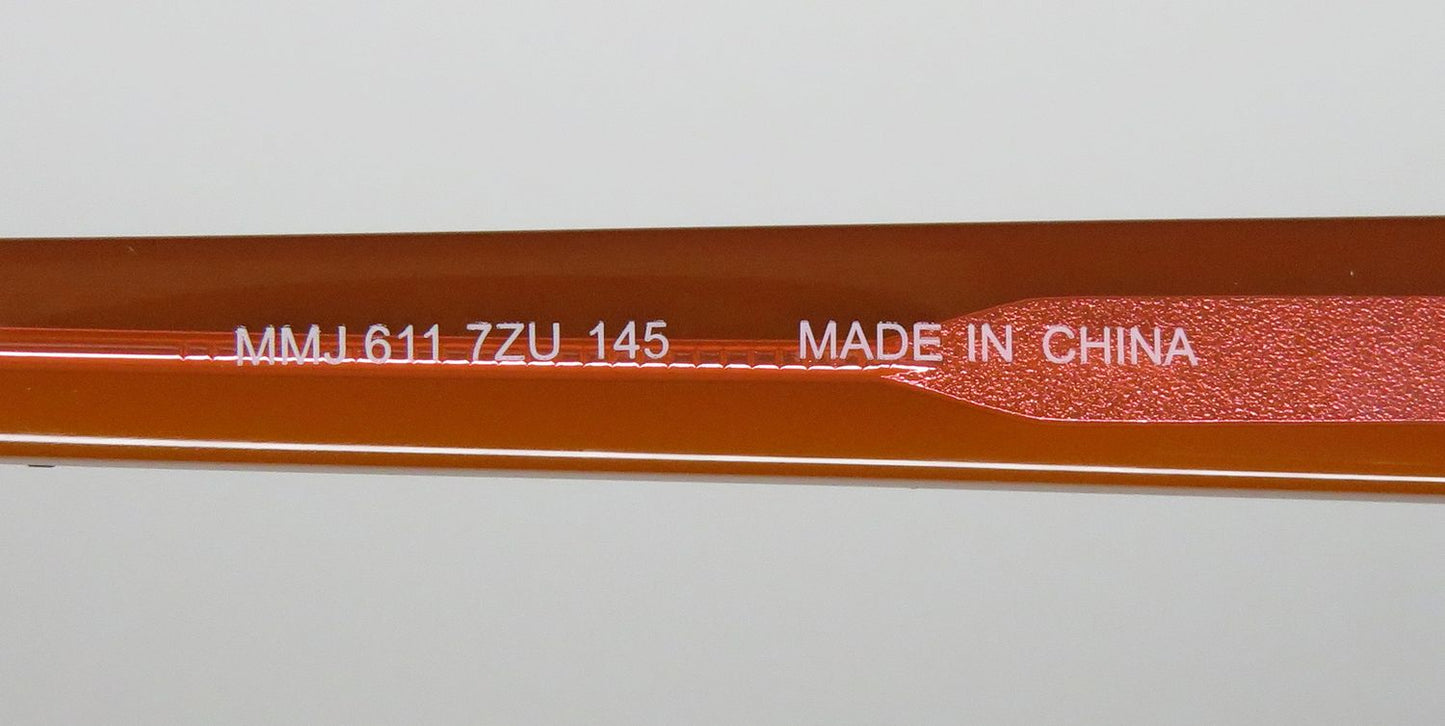 MMJ 611 7ZU 145 MADE IN CHINA